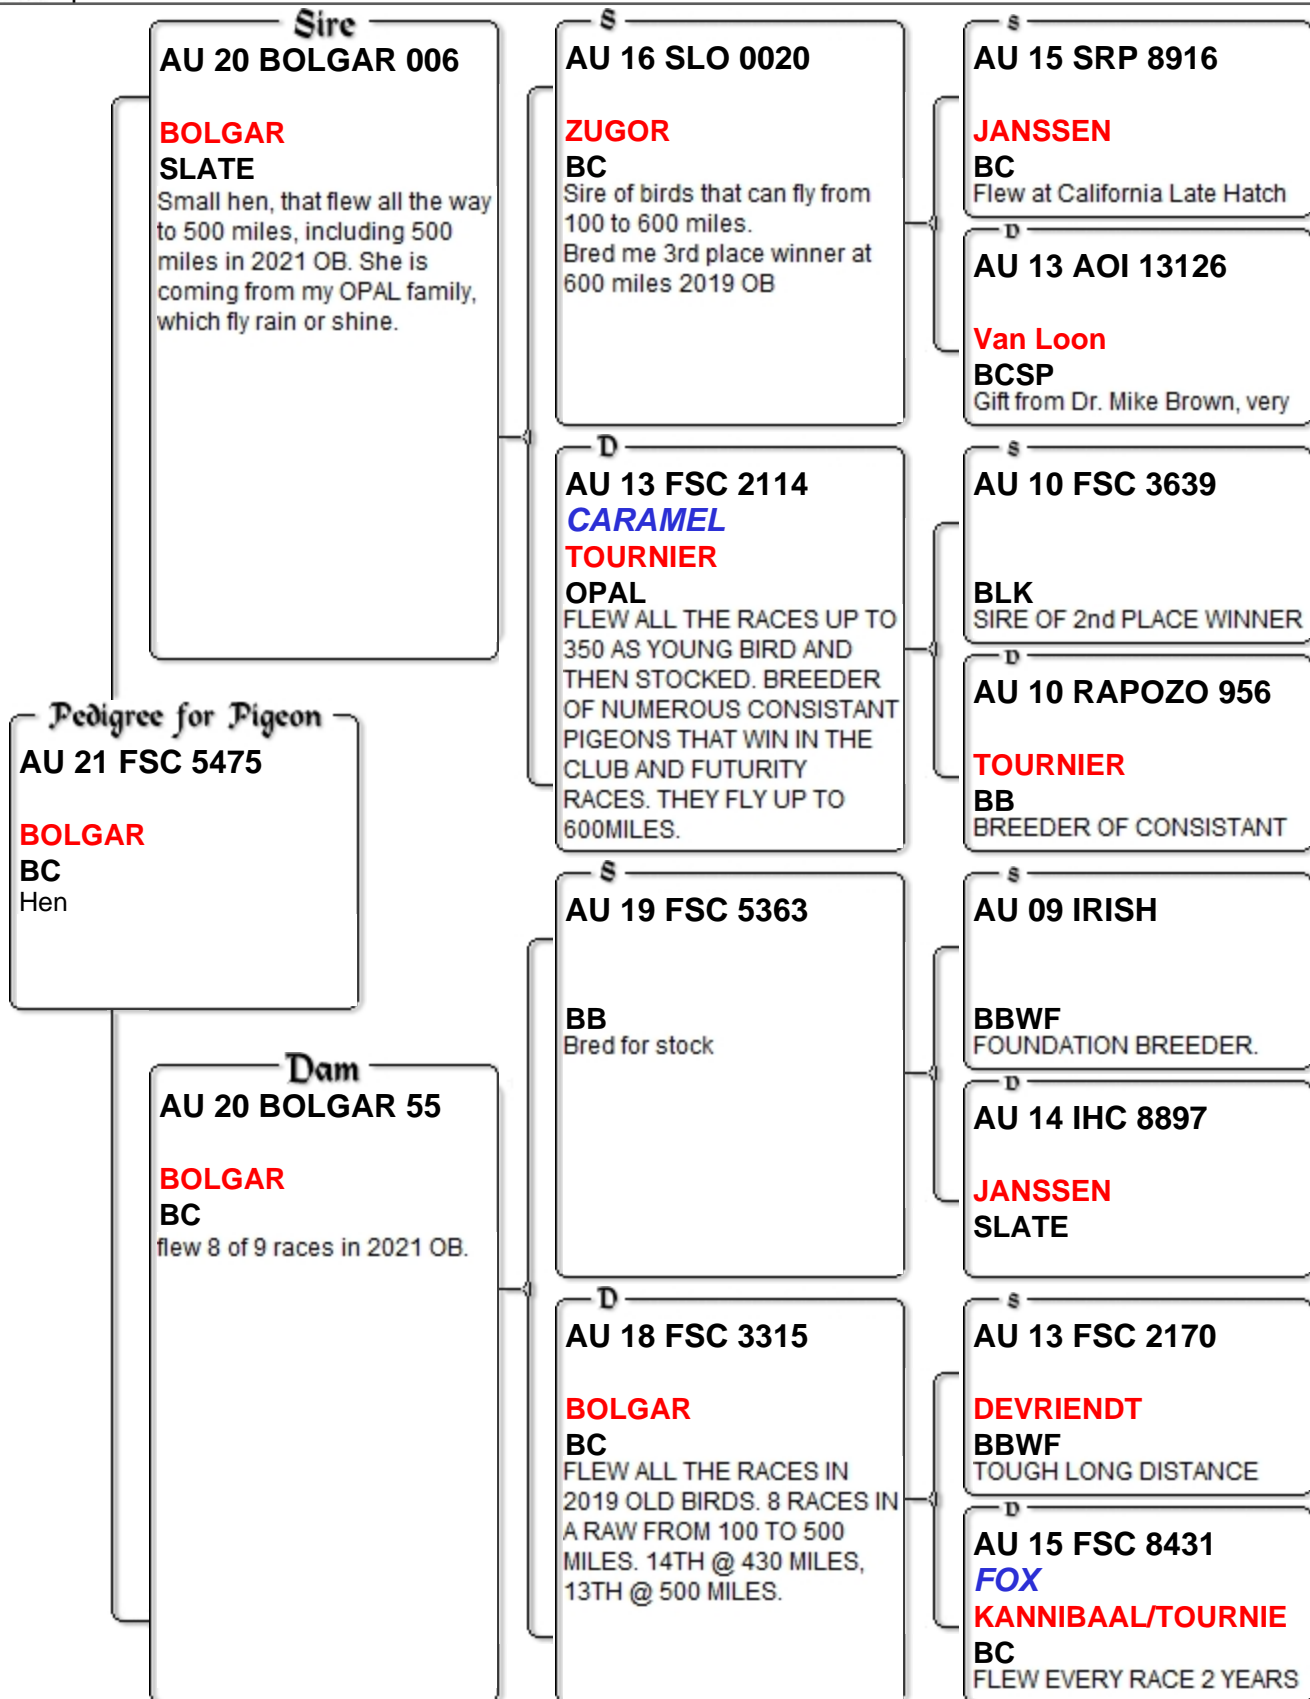 Sire
AU 20 BOLGAR 006
BOLGAR
SLATE
Small hen, that flew all the way
to 500 miles, including 500
miles in 2021 OB. She is
coming from my OPAL family,
which fly rain or shine.
Pedigree for Pigeon
AU 21 FSC 5475
BOLGAR
BC
Hen
Dam
AU 20 BOLGAR 55
BOLGAR
BC
flew 8 of 9 races in 2021 OB.
S
AU 16 SLO 0020
ZUGOR
BC
Sire of birds that can fly from
100 to 600 miles.
Bred me 3rd place winner at
600 miles 2019 OB
D
AU 13 FSC 2114
CARAMEL
TOURNIER
OPAL
FLEW ALL THE RACES UP TO
350 AS YOUNG BIRD AND
THEN STOCKED. BREEDER
OF NUMEROUS CONSISTANT
PIGEONS THAT WIN IN THE
CLUB AND FUTURITY
RACES. THEY FLY UP TO
600MILES.
S
AU 19 FSC 5363
BB
Bred for stock
D
AU 18 FSC 3315
BOLGAR
BC
FLEW ALL THE RACES IN
2019 OLD BIRDS. 8 RACES IN
A RAW FROM 100 TO 500
MILES. 14TH @ 430 MILES,
13TH @ 500 MILES.
S
AU 15 SRP 8916
JANSSEN
BC
Flew at California Late Hatch
D
AU 13 AOI 13126
Van Loon
BCSP
Gift from Dr. Mike Brown, very
S
AU 10 FSC 3639
BLK
SIRE OF 2nd PLACE WINNER
D
AU 10 RAPOZO 956
TOURNIER
BB
BREEDER OF CONSISTANT
S
AU 09 IRISH
BBWF
FOUNDATION BREEDER.
D
AU 14 IHC 8897
JANSSEN
SLATE
S
AU 13 FSC 2170
DEVRIENDT
BBWF
TOUGH LONG DISTANCE
D
AU 15 FSC 8431
FOX
KANNIBAAL/TOURNIE
BC
FLEW EVERY RACE 2 YEARS